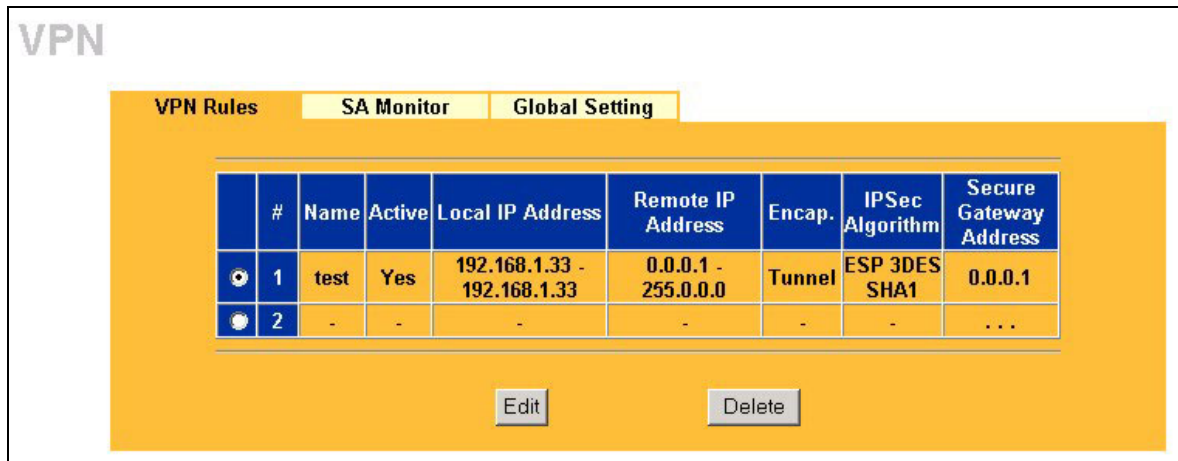 VPN
VPN Rules SA Monitor Global Setting
# Name Active Local IP Address Remote IP Address Encap. IPSec Algorithm Secure Gateway Address
1 test Yes 192.168.1.33 - 192.168.1.33 0.0.0.1 - 255.0.0.0 Tunnel ESP 3DES SHA1 0.0.0.1
2 - - - - - - . . .
Edit Delete